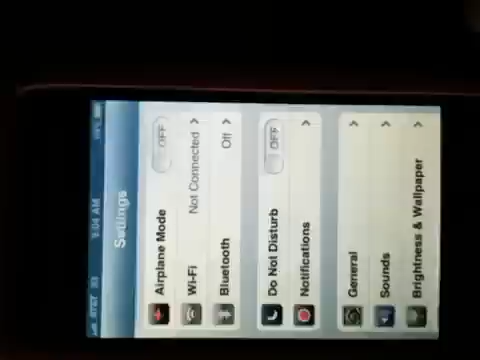 AT&T 9:04 AM
Settings
Airplane Mode OFF
Wi-Fi Not Connected
Bluetooth Off
Do Not Disturb OFF
Notifications
General
Sounds
Brightness & Wallpaper